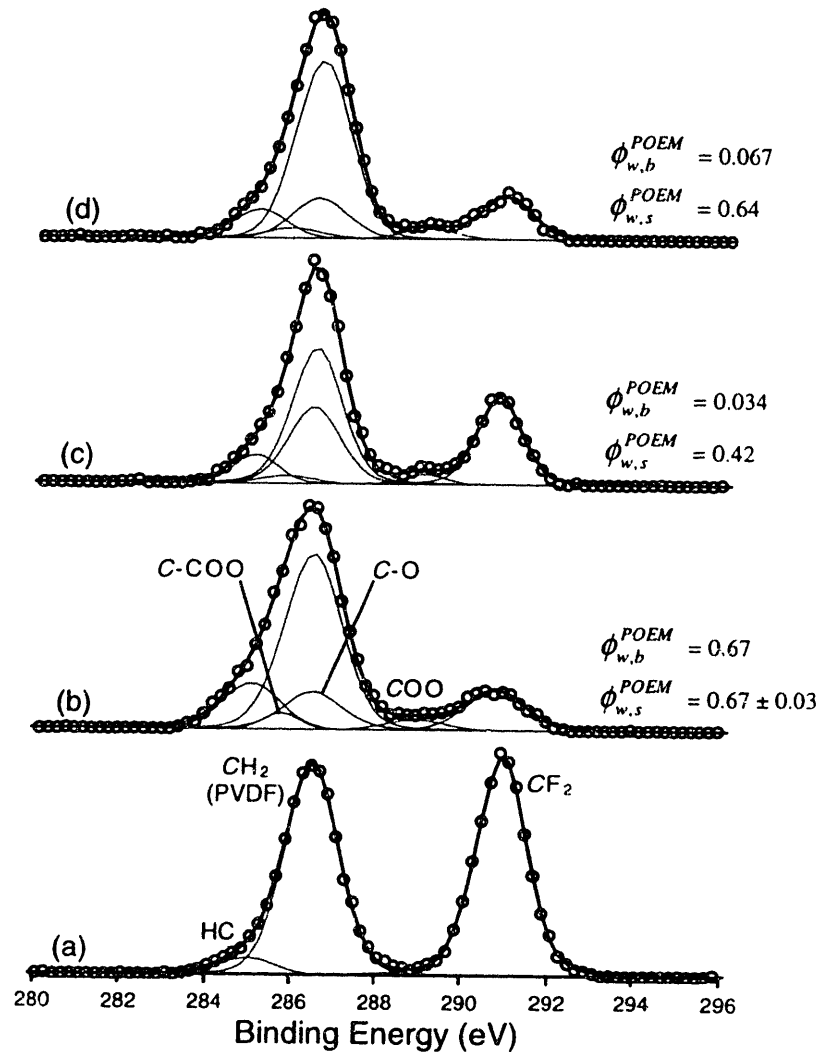 (d)
ϕ_{w,b}^{POEM} = 0.067
ϕ_{w,s}^{POEM} = 0.64
(c)
ϕ_{w,b}^{POEM} = 0.034
ϕ_{w,s}^{POEM} = 0.42
C-COO
C-O
COO
(b)
ϕ_{w,b}^{POEM} = 0.67
ϕ_{w,s}^{POEM} = 0.67 ± 0.03
CH₂
(PVDF)
CF₂
HC
(a)
280 282 284 286 288 290 292 294 296
Binding Energy (eV)